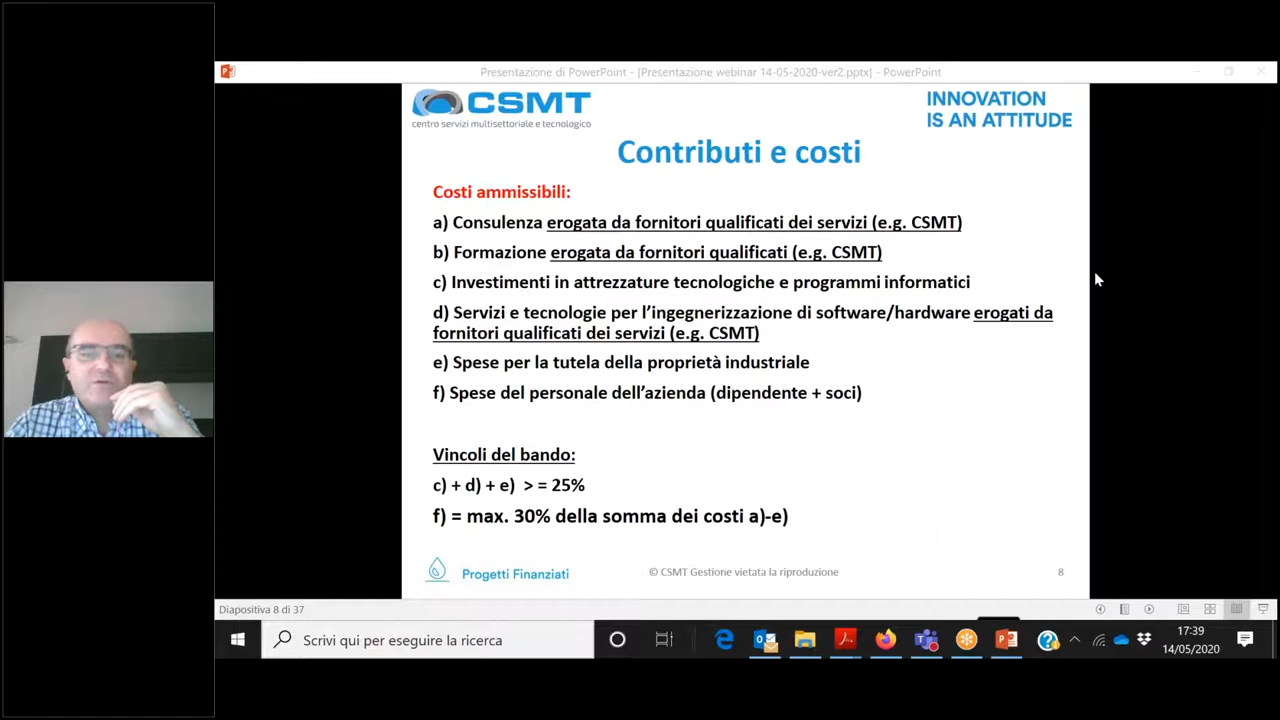 Presentazione di PowerPoint - [Presentazione webinar 14-05-2020-ver2.pptx] - PowerPoint
CSMT
centro servizi multisettoriale e tecnologico
INNOVATION
IS AN ATTITUDE
Contributi e costi
Costi ammissibili:
a) Consulenza erogata da fornitori qualificati dei servizi (e.g. CSMT)
b) Formazione erogata da fornitori qualificati (e.g. CSMT)
c) Investimenti in attrezzature tecnologiche e programmi informatici
d) Servizi e tecnologie per l'ingegnerizzazione di software/hardware erogati da
fornitori qualificati dei servizi (e.g. CSMT)
e) Spese per la tutela della proprietà industriale
f) Spese del personale dell'azienda (dipendente + soci)
Vincoli del bando:
c) + d) + e) > = 25%
f) = max. 30% della somma dei costi a)-e)
Progetti Finanziati
© CSMT Gestione vietata la riproduzione
8
Diapositiva 8 di 37
Scrivi qui per eseguire la ricerca
17:39
14/05/2020